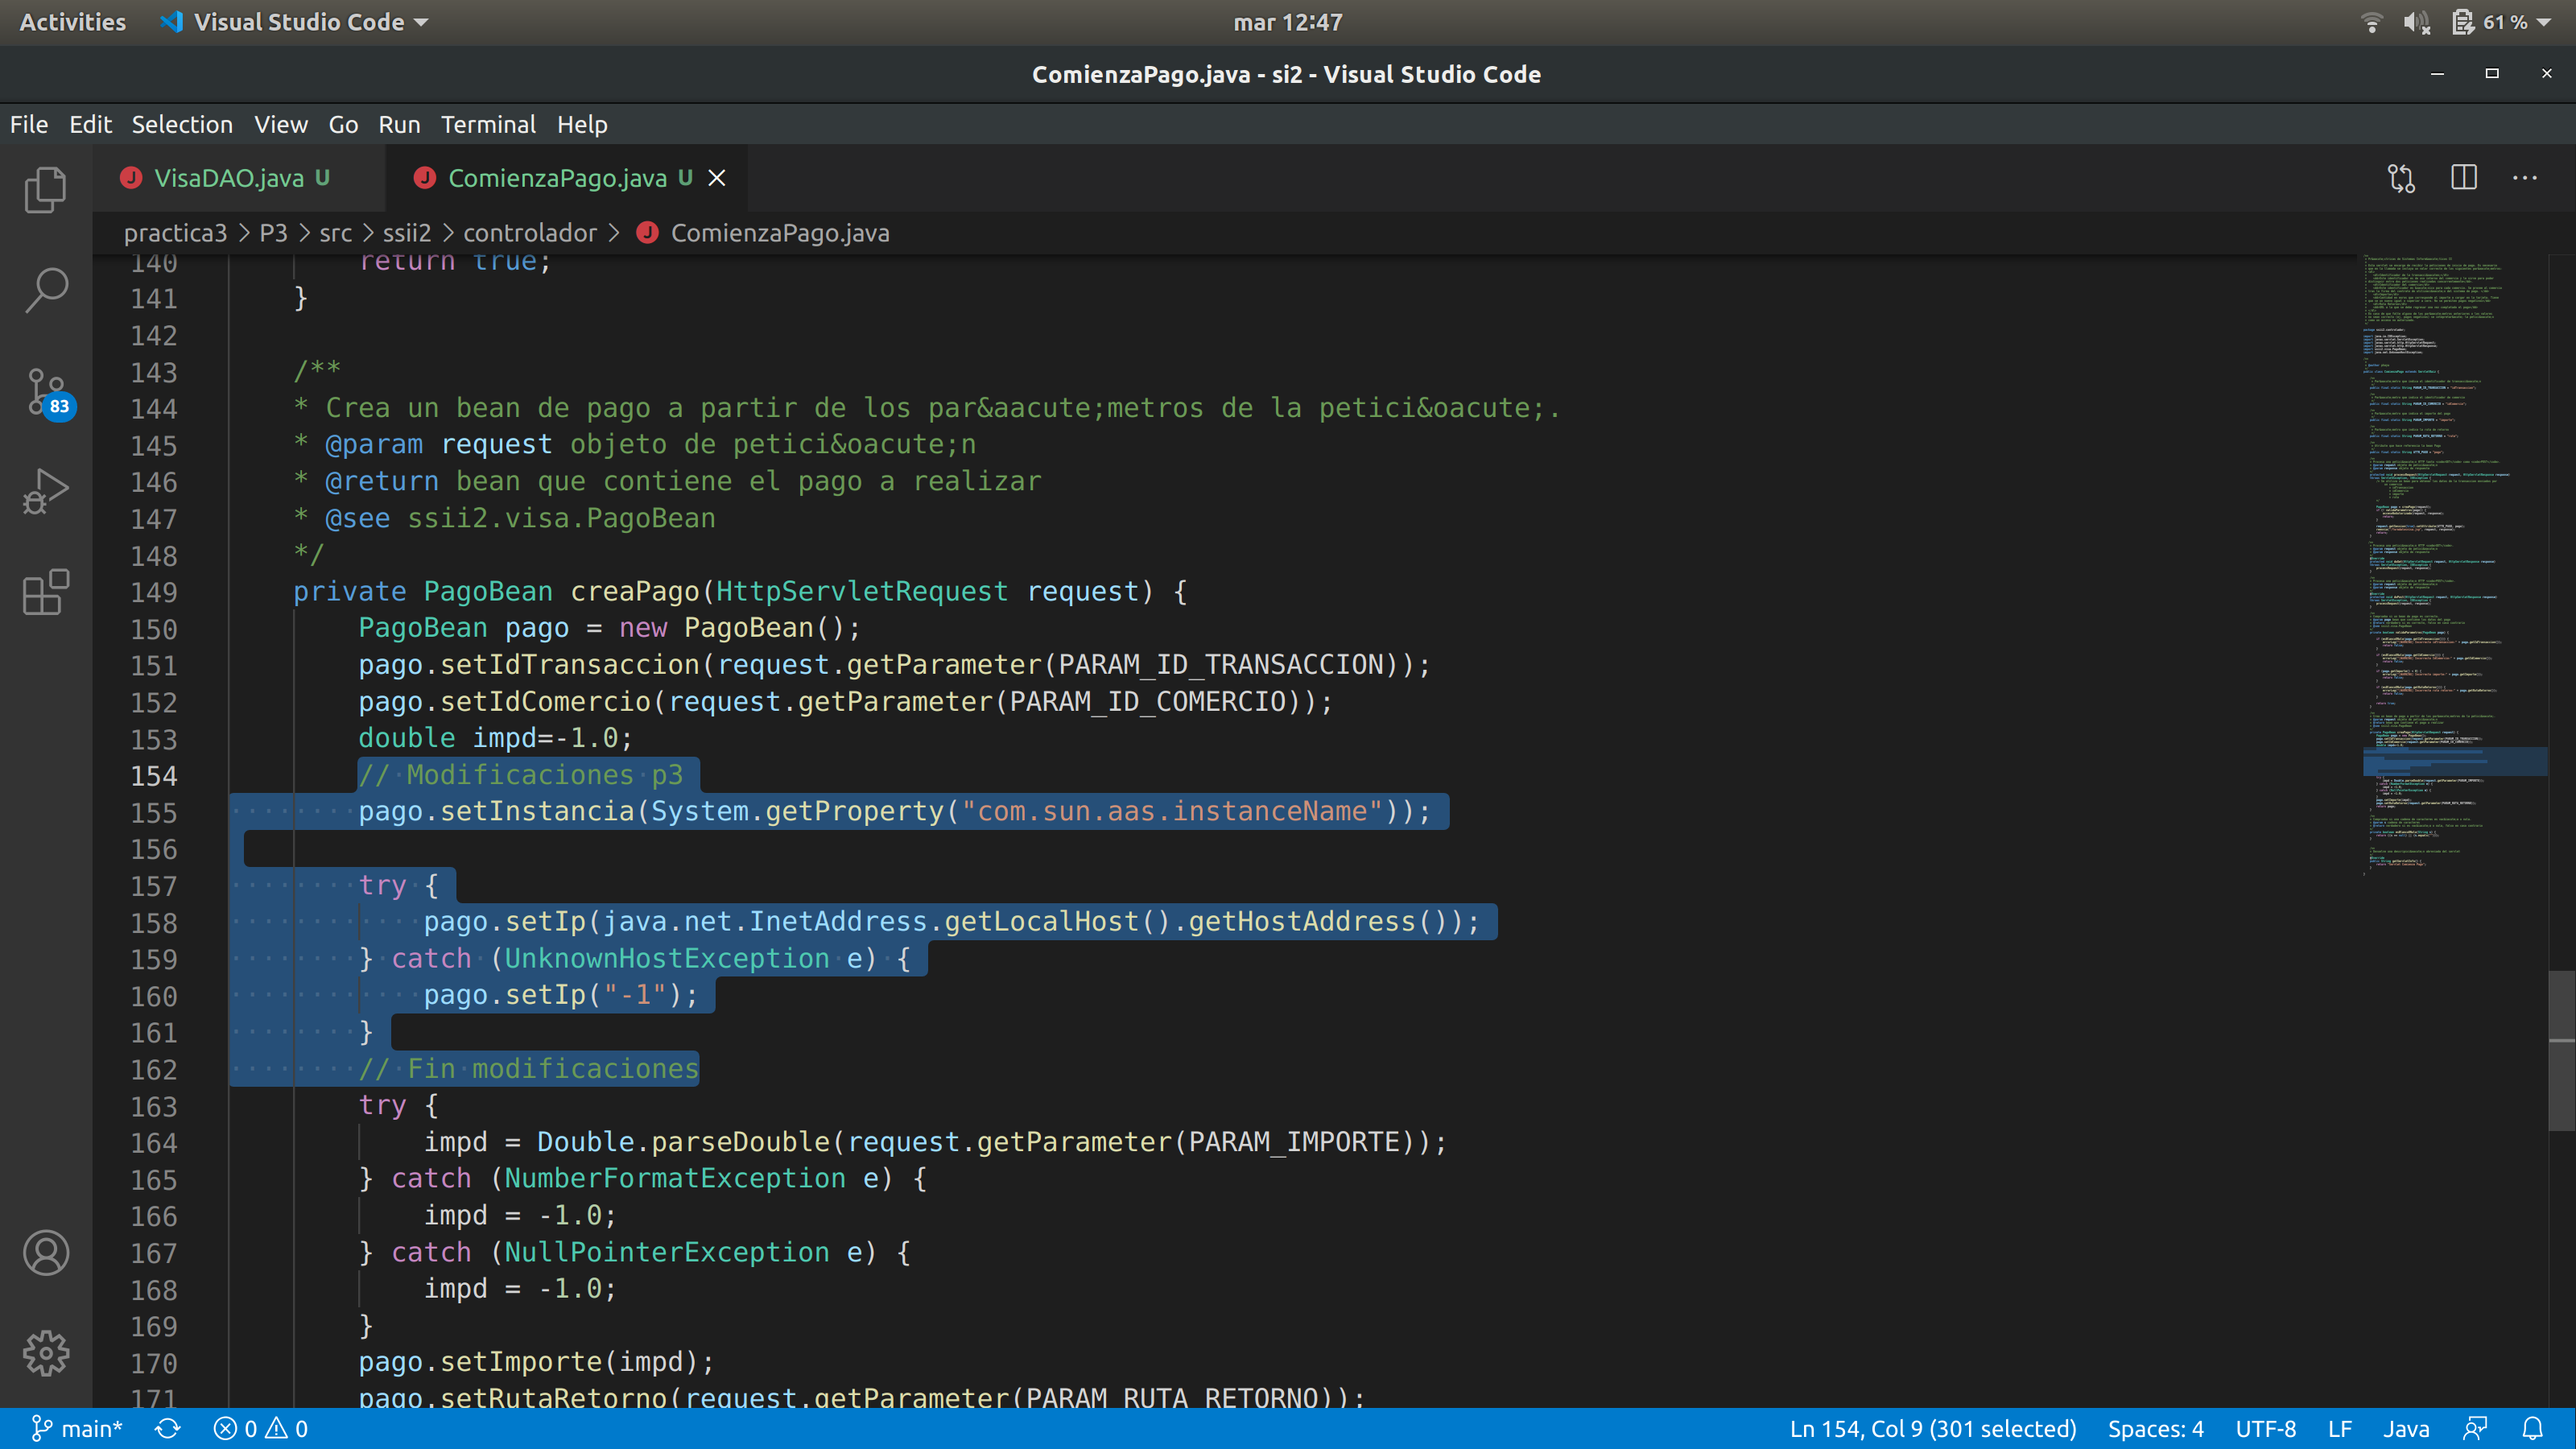 Activities Visual Studio Code mar 12:47 61 %
ComienzaPago.java - si2 - Visual Studio Code
File Edit Selection View Go Run Terminal Help
VisaDAO.java U ComienzaPago.java U
practica3 > P3 > src > ssii2 > controlador > ComienzaPago.java
140 return true;
141 }
142
143 /**
144 * Crea un bean de pago a partir de los par&aacute;metros de la petici&oacute;.
145 * @param request objeto de petici&oacute;n
146 * @return bean que contiene el pago a realizar
147 * @see ssii2.visa.PagoBean
148 */
149 private PagoBean creaPago(HttpServletRequest request) {
150 PagoBean pago = new PagoBean();
151 pago.setIdTransaccion(request.getParameter(PARAM_ID_TRANSACCION));
152 pago.setIdComercio(request.getParameter(PARAM_ID_COMERCIO));
153 double impd=-1.0;
154 // Modificaciones p3
155 pago.setInstancia(System.getProperty("com.sun.aas.instanceName"));
156
157 try {
158 pago.setIp(java.net.InetAddress.getLocalHost().getHostAddress());
159 } catch (UnknownHostException e) {
160 pago.setIp("-1");
161 }
162 // Fin modificaciones
163 try {
164 impd = Double.parseDouble(request.getParameter(PARAM_IMPORTE));
165 } catch (NumberFormatException e) {
166 impd = -1.0;
167 } catch (NullPointerException e) {
168 impd = -1.0;
169 }
170 pago.setImporte(impd);
171 pago.setRutaRetorno(request.getParameter(PARAM_RUTA_RETORNO));
83
main* 0 0 Ln 154, Col 9 (301 selected) Spaces: 4 UTF-8 LF Java